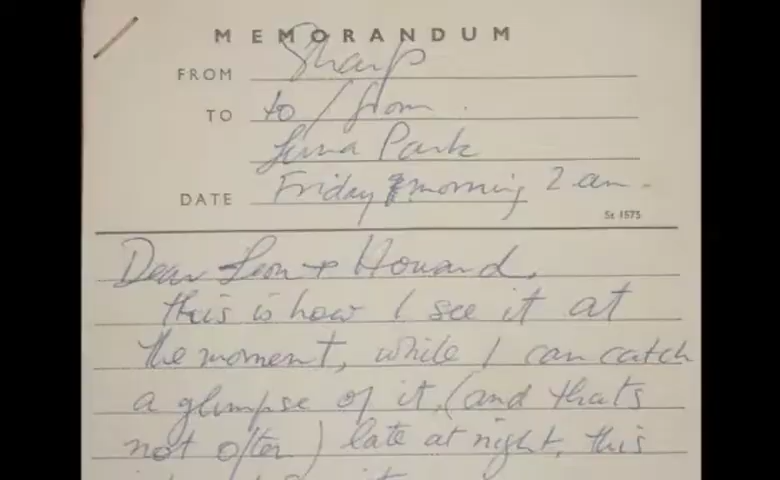 MEMORANDUM
FROM Sharp
TO to / from.
Luna Park
DATE Friday morning 2 am.
St 1575
Dear Leon + Howard,
this is how I see it at
the moment, while I can catch
a glimpse of it, (and thats
not often) late at night, this